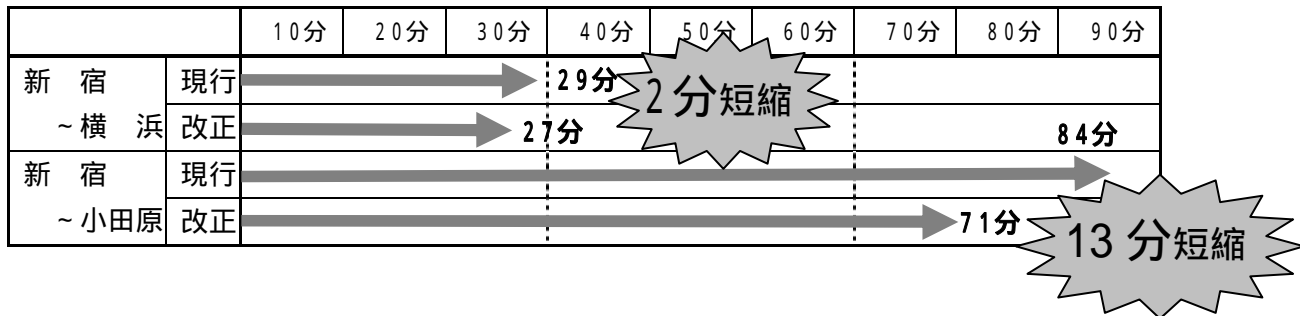 10分 20分 30分 40分 50分 60分 70分 80分 90分
新 宿 現行 29分 2分短縮
~横 浜 改正 27分 84分
新 宿 現行
~小田原 改正 71分 13分短縮